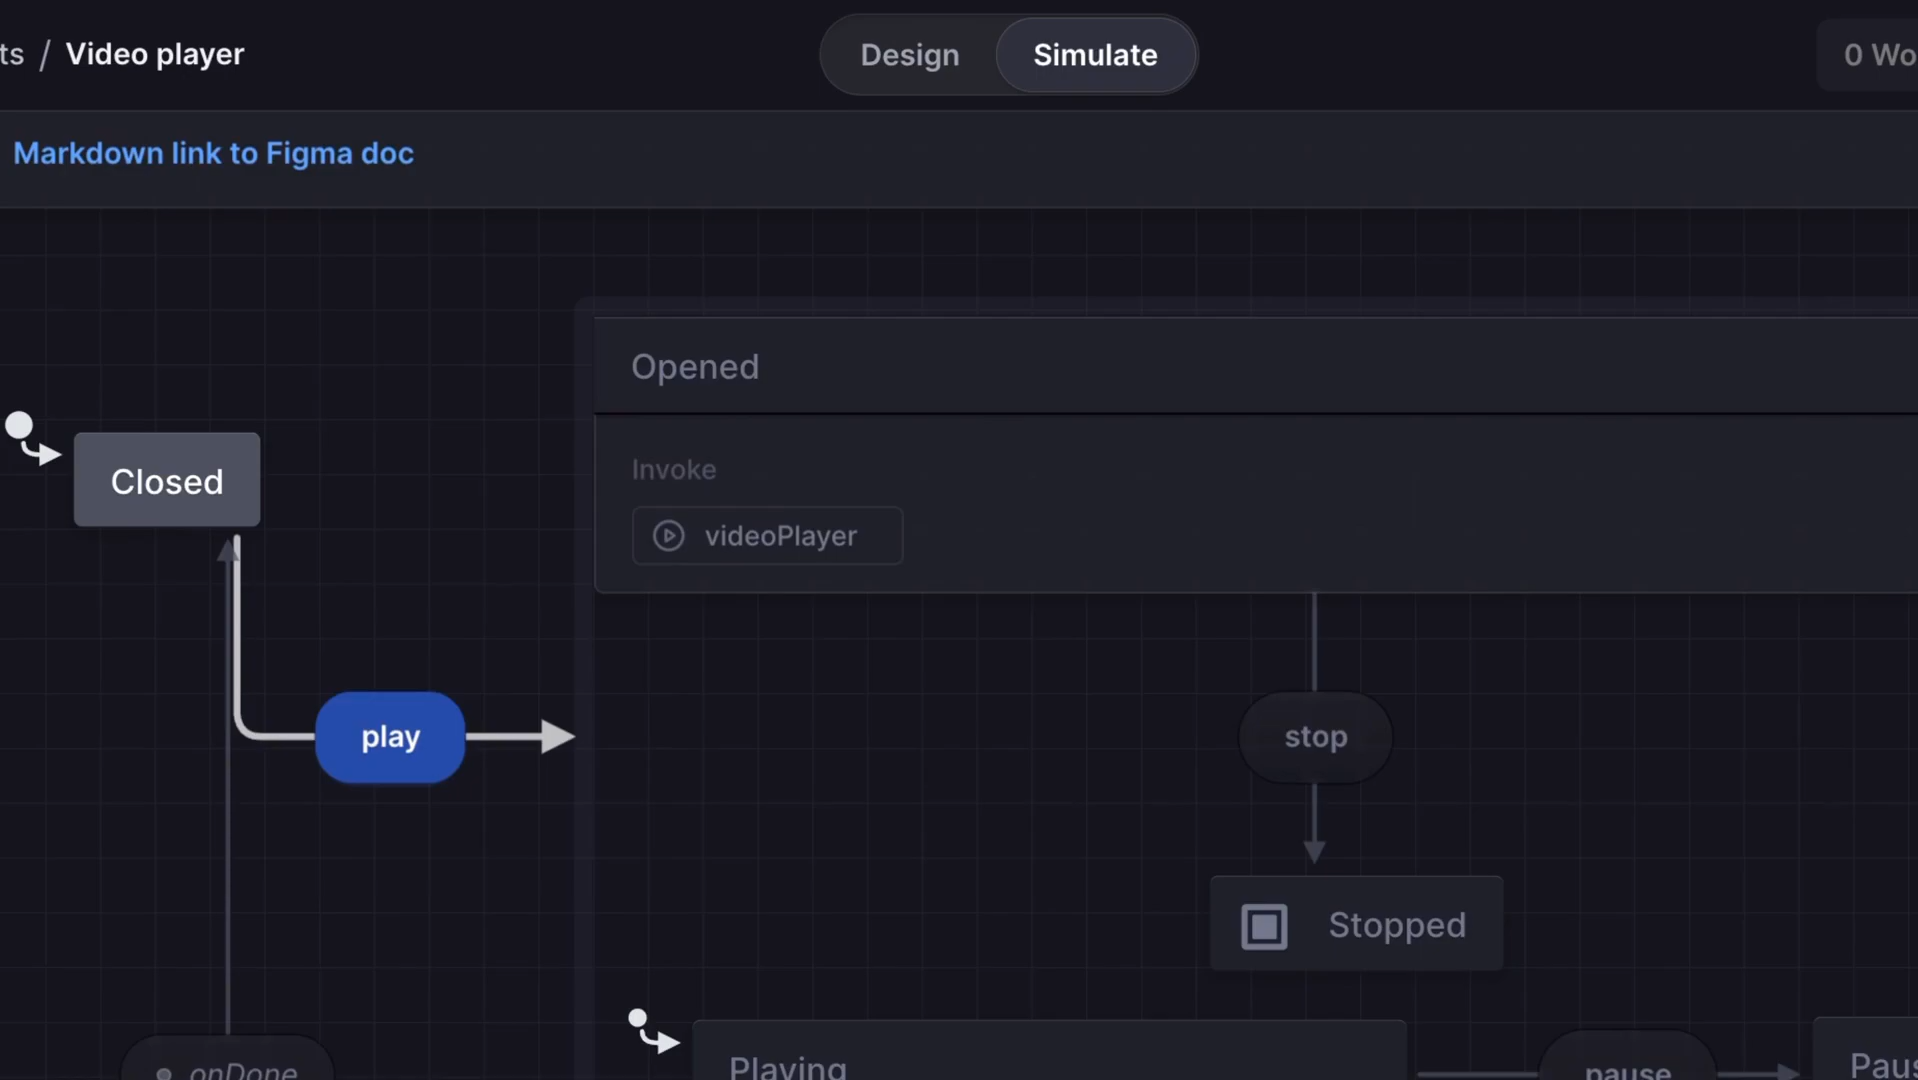 ts / Video player
Design
Simulate
0 Wo
Markdown link to Figma doc
Opened
Closed
Invoke
videoPlayer
play
stop
Stopped
Playing
onDone
pause
Paus